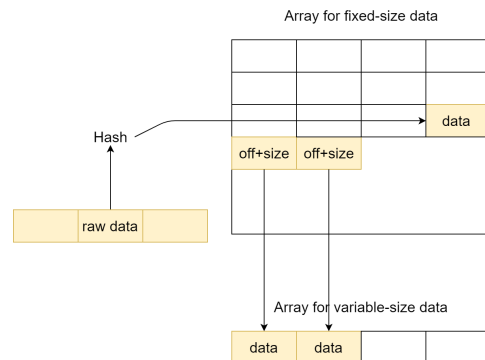 Array for fixed-size data
data
Hash
off+size off+size
raw data
Array for variable-size data
data data